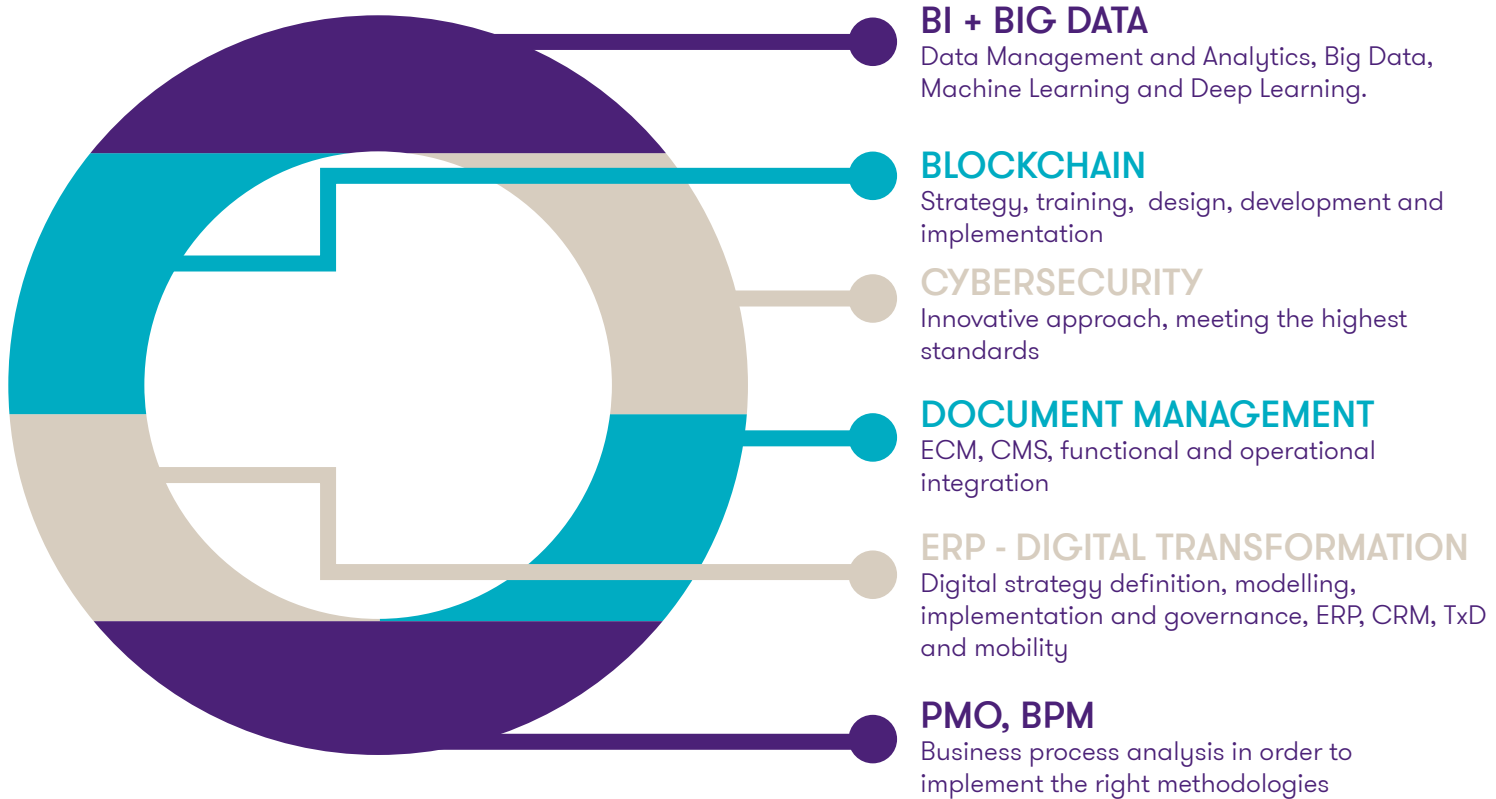 BI + BIG DATA
Data Management and Analytics, Big Data,
Machine Learning and Deep Learning.
BLOCKCHAIN
Strategy, training,  design, development and
implementation
CYBERSECURITY
Innovative approach, meeting the highest
standards
DOCUMENT MANAGEMENT
ECM, CMS, functional and operational
integration
ERP - DIGITAL TRANSFORMATION
Digital strategy definition, modelling,
implementation and governance, ERP, CRM, TxD
and mobility
PMO, BPM
Business process analysis in order to
implement the right methodologies